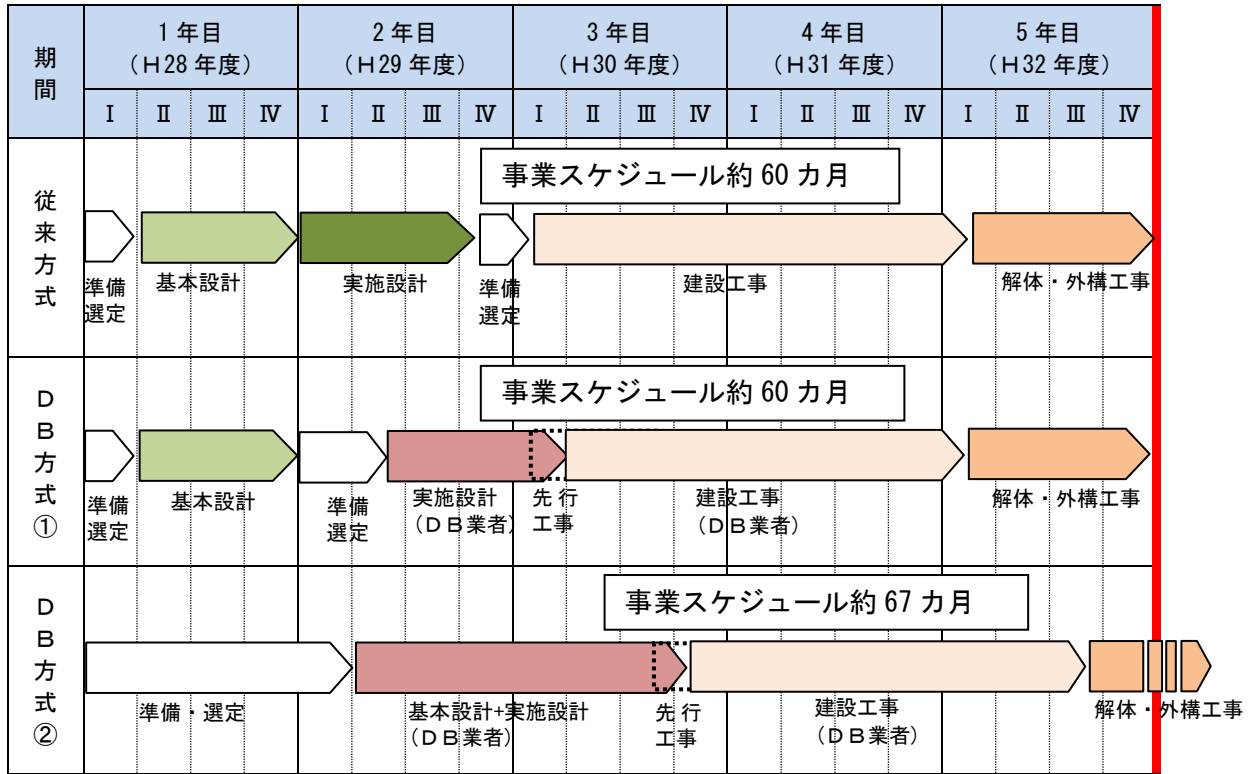 期間
1年目
(H28年度)
2年目
(H29年度)
3年目
(H30年度)
4年目
(H31年度)
5年目
(H32年度)
Ⅰ Ⅱ Ⅲ Ⅳ Ⅰ Ⅱ Ⅲ Ⅳ Ⅰ Ⅱ Ⅲ Ⅳ Ⅰ Ⅱ Ⅲ Ⅳ Ⅰ Ⅱ Ⅲ Ⅳ
従来方式
事業スケジュール約60カ月
準備
選定
基本設計
実施設計
準備
選定
建設工事
解体・外構工事
DB方式①
事業スケジュール約60カ月
準備
選定
基本設計
準備
選定
実施設計
(DB業者)
先行
工事
建設工事
(DB業者)
解体・外構工事
DB方式②
事業スケジュール約67カ月
準備・選定
基本設計+実施設計
(DB業者)
先行
工事
建設工事
(DB業者)
解体・外構工事